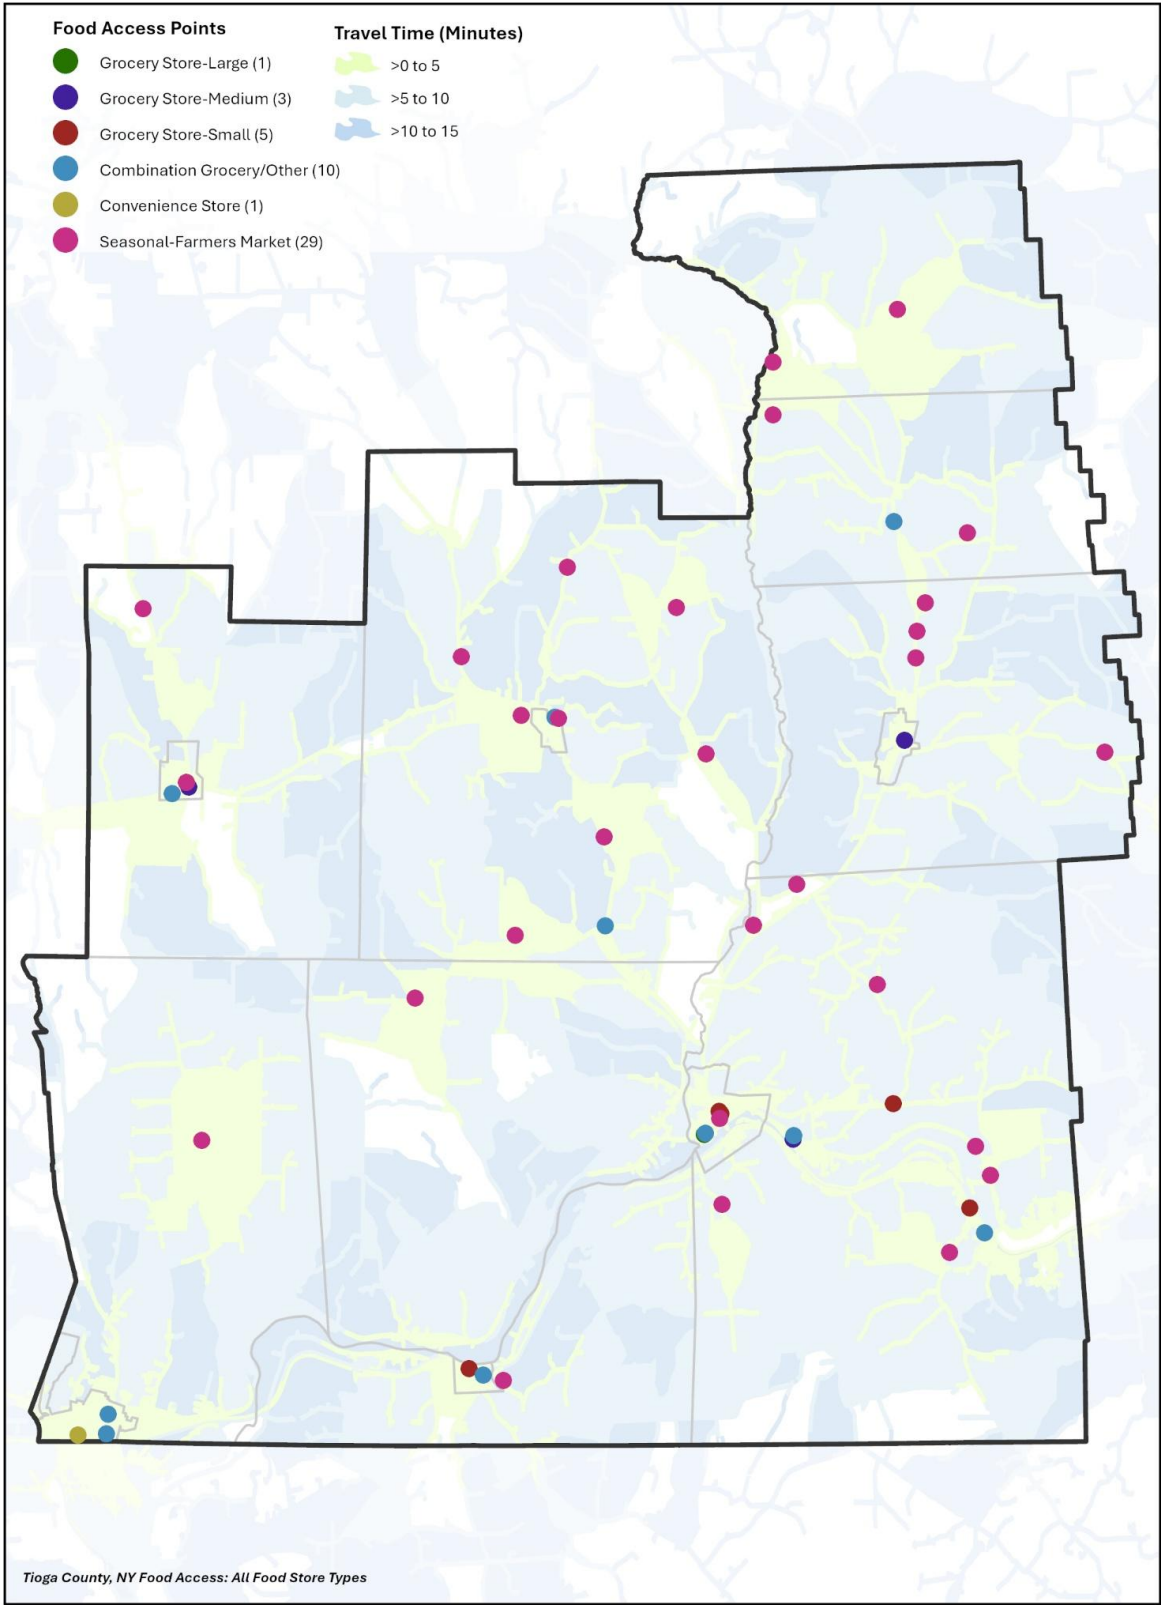 Food Access Points
Grocery Store-Large (1)
Grocery Store-Medium (3)
Grocery Store-Small (5)
Combination Grocery/Other (10)
Convenience Store (1)
Seasonal-Farmers Market (29)
Travel Time (Minutes)
>0 to 5
>5 to 10
>10 to 15
Tioga County, NY Food Access: All Food Store Types